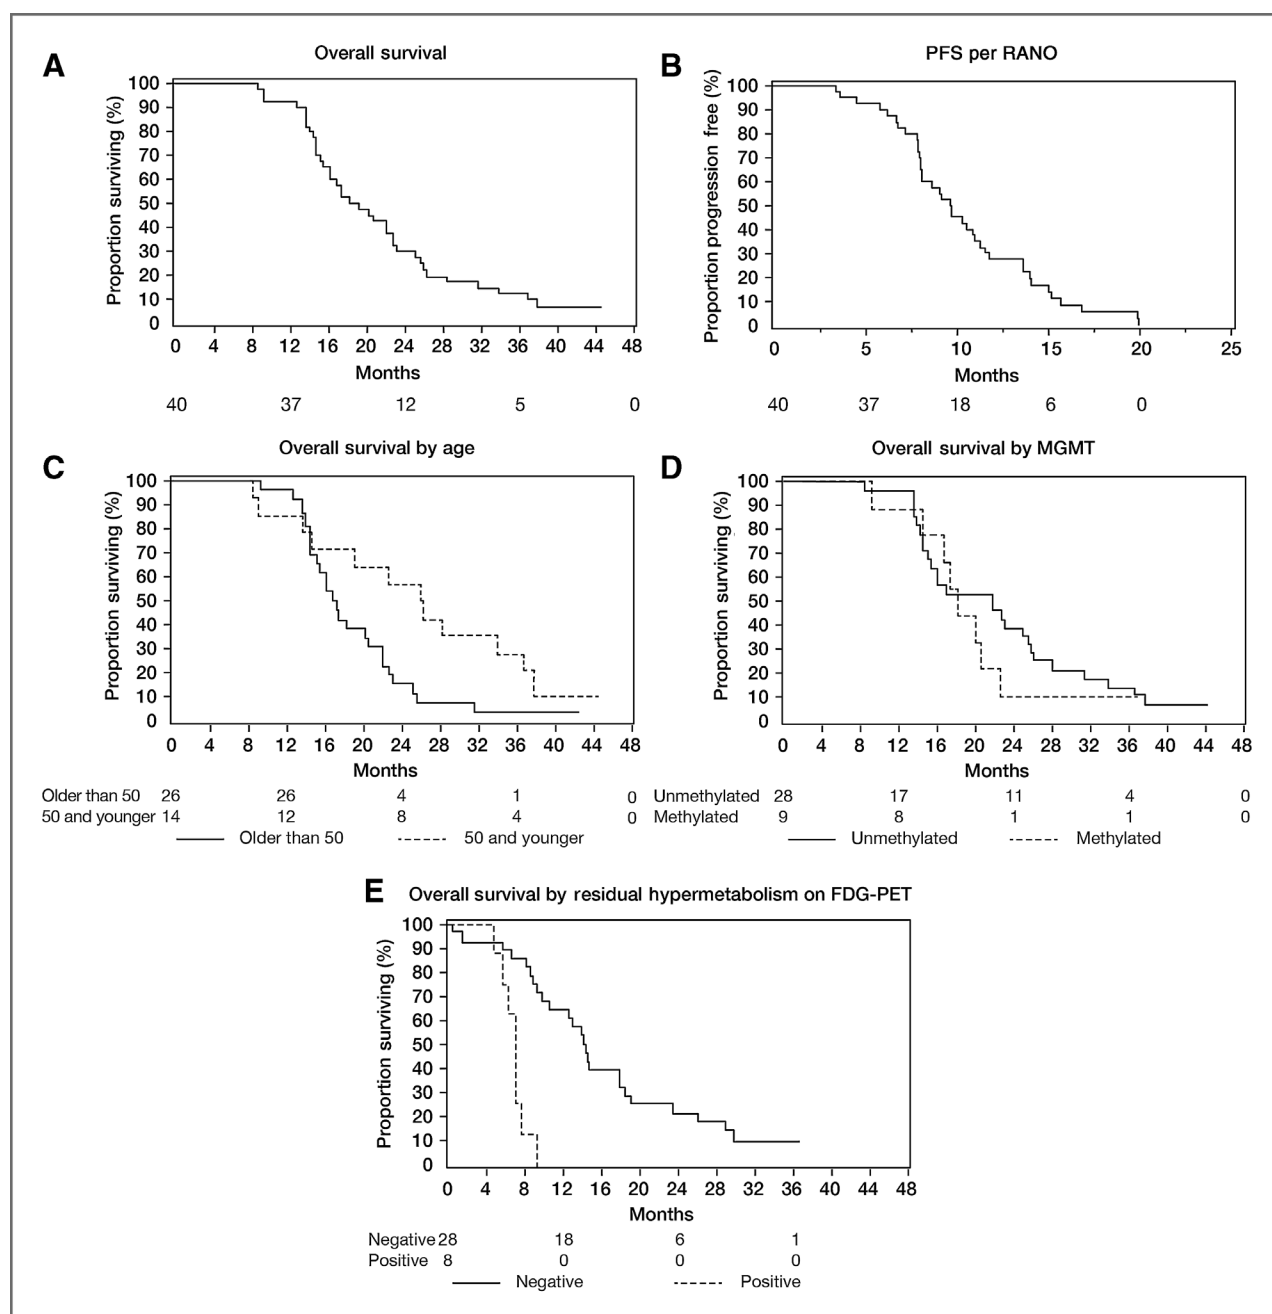 A
Overall survival
Proportion surviving (%)
100
90
80
70
60
50
40
30
20
10
0
0 4 8 12 16 20 24 28 32 36 40 44 48
Months
40 37 12 5 0
B
PFS per RANO
Proportion progression free (%)
100
90
80
70
60
50
40
30
20
10
0
0 5 10 15 20 25
Months
40 37 18 6 0
C
Overall survival by age
Proportion surviving (%)
100
90
80
70
60
50
40
30
20
10
0
0 4 8 12 16 20 24 28 32 36 40 44 48
Months
Older than 50 26 26 4 1 0
50 and younger 14 12 8 4 0
Older than 50 50 and younger
D
Overall survival by MGMT
Proportion surviving (%)
100
90
80
70
60
50
40
30
20
10
0
0 4 8 12 16 20 24 28 32 36 40 44 48
Months
Unmethylated 28 17 11 4 0
Methylated 9 8 1 1 0
Unmethylated Methylated
E
Overall survival by residual hypermetabolism on FDG-PET
Proportion surviving (%)
100
90
80
70
60
50
40
30
20
10
0
0 4 8 12 16 20 24 28 32 36 40 44 48
Months
Negative 28 18 6 1
Positive 8 0 0 0
Negative Positive